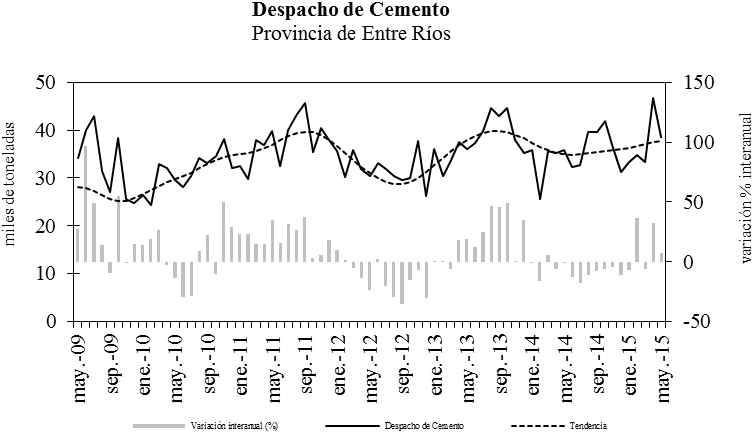 Despacho de Cemento
Provincia de Entre Ríos
miles de toneladas
50
40
30
20
10
0
150
100
50
0
-50
variación % interanual
may.-09
sep.-09
ene.-10
may.-10
sep.-10
ene.-11
may.-11
sep.-11
ene.-12
may.-12
sep.-12
ene.-13
may.-13
sep.-13
ene.-14
may.-14
sep.-14
ene.-15
may.-15
Variación interanual (%) Despacho de Cemento Tendencia